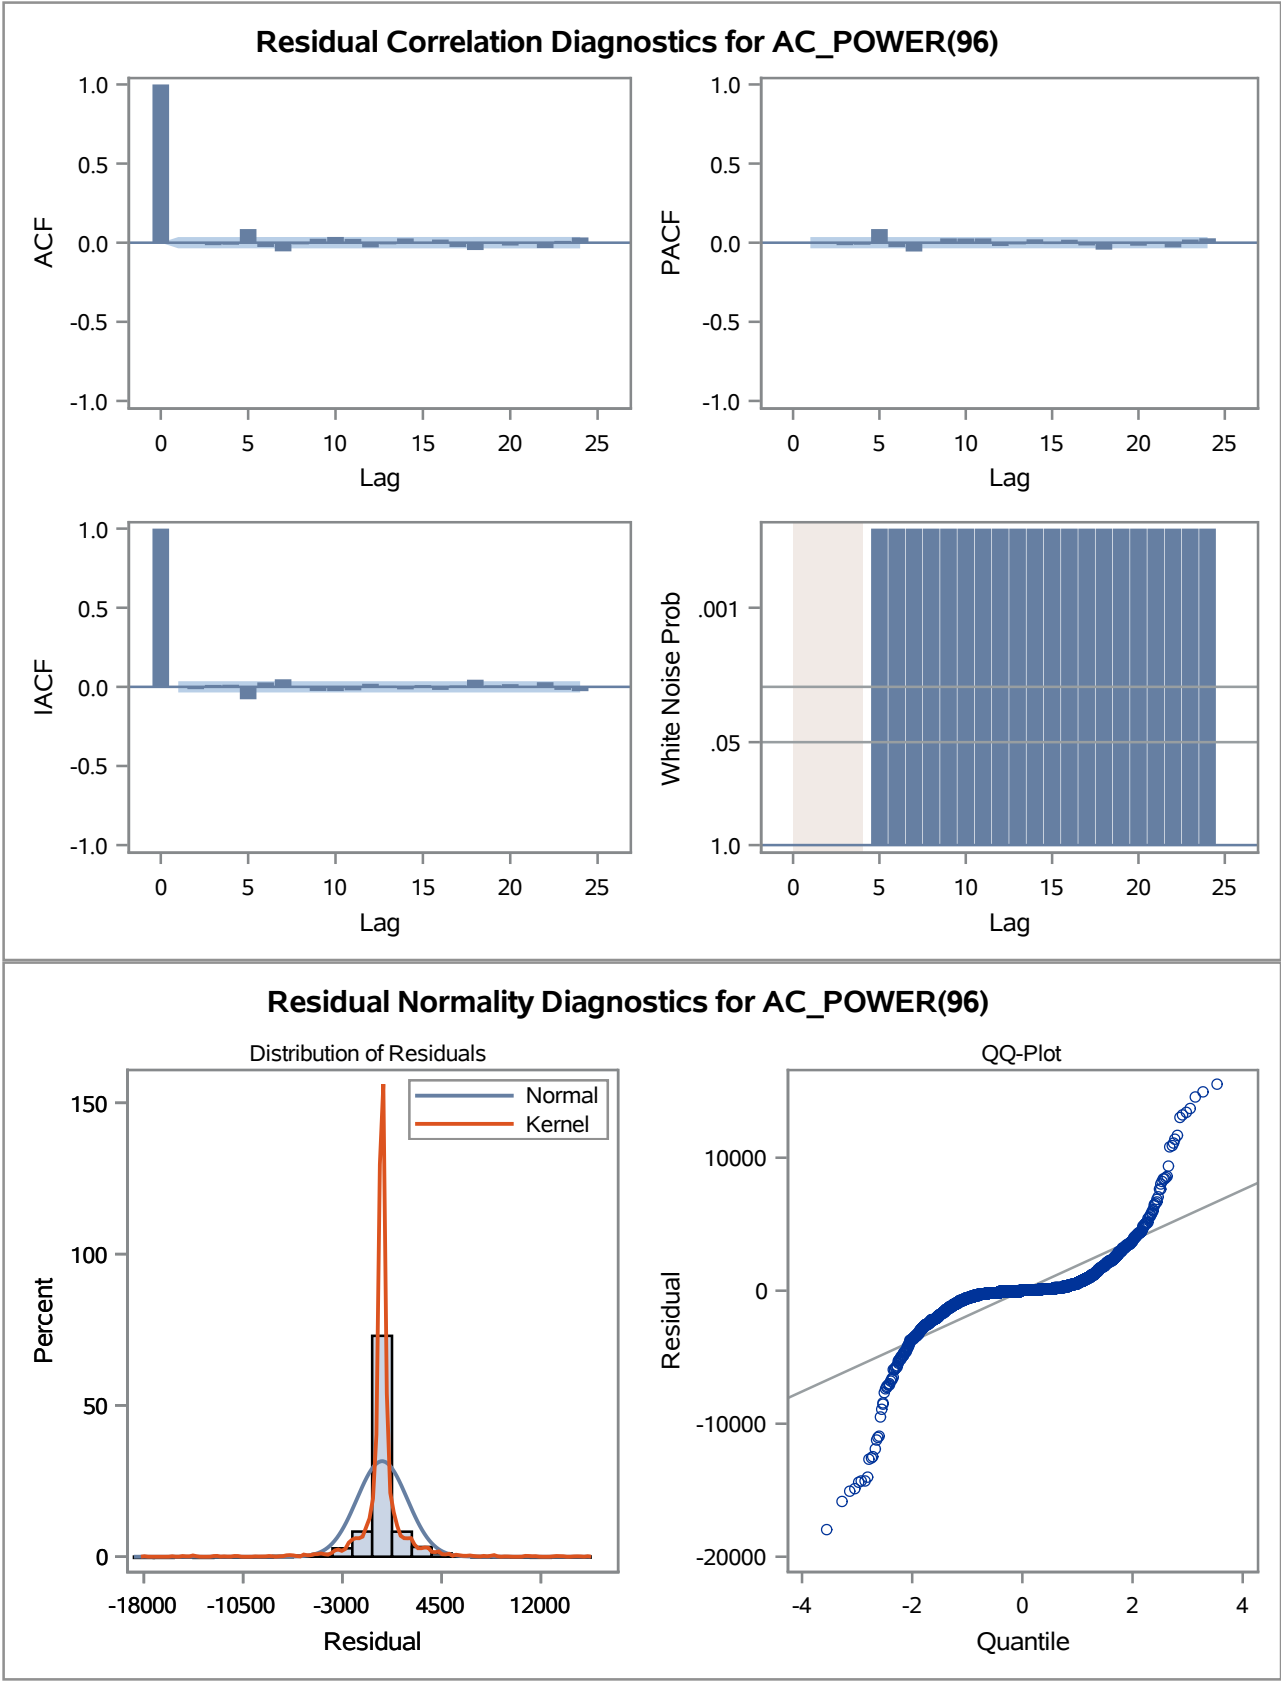 Residual Correlation Diagnostics for AC_POWER(96)
1.0
0.5
0.0
-0.5
-1.0
ACF
0 5 10 15 20 25
Lag
1.0
0.5
0.0
-0.5
-1.0
PACF
0 5 10 15 20 25
Lag
1.0
0.5
0.0
-0.5
-1.0
IACF
0 5 10 15 20 25
Lag
.001
.05
1.0
White Noise Prob
0 5 10 15 20 25
Lag
Residual Normality Diagnostics for AC_POWER(96)
Distribution of Residuals
Normal
Kernel
150
100
50
0
Percent
-18000 -10500 -3000 4500 12000
Residual
QQ-Plot
10000
0
-10000
-20000
Residual
-4 -2 0 2 4
Quantile